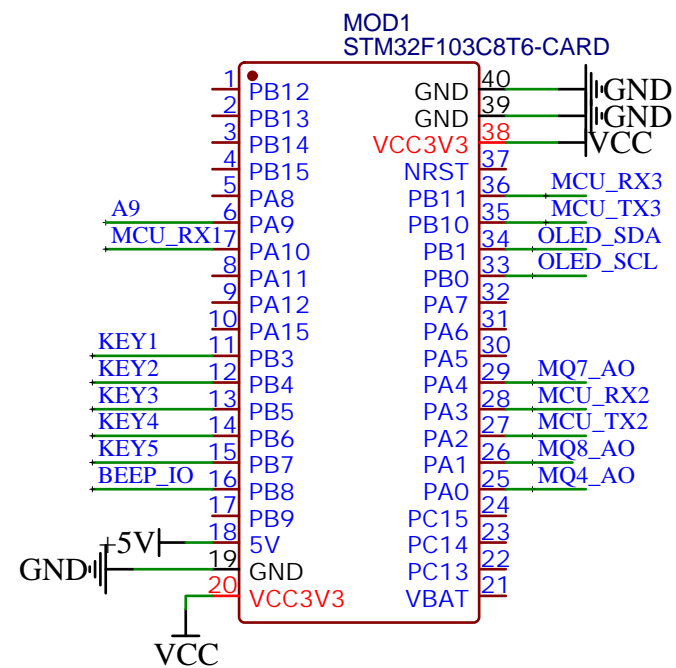 MOD1
STM32F103C8T6-CARD
1 PB12 GND 40 GND
2 PB13 GND 39 GND
3 PB14 VCC3V3 38 VCC
4 PB15 NRST 37
5 PA8 PB11 36 MCU_RX3
A9 6 PA9 PB10 35 MCU_TX3
MCU_RX1 7 PA10 PB1 34 OLED_SDA
8 PA11 PB0 33 OLED_SCL
9 PA12 PA7 32
10 PA15 PA6 31
KEY1 11 PB3 PA5 30
KEY2 12 PB4 PA4 29 MQ7_AO
KEY3 13 PB5 PA3 28 MCU_RX2
KEY4 14 PB6 PA2 27 MCU_TX2
KEY5 15 PB7 PA1 26 MQ8_AO
BEEP_IO 16 PB8 PA0 25 MQ4_AO
17 PB9 PC15 24
+5V 18 5V PC14 23
GND 19 GND PC13 22
20 VCC3V3 VBAT 21
VCC